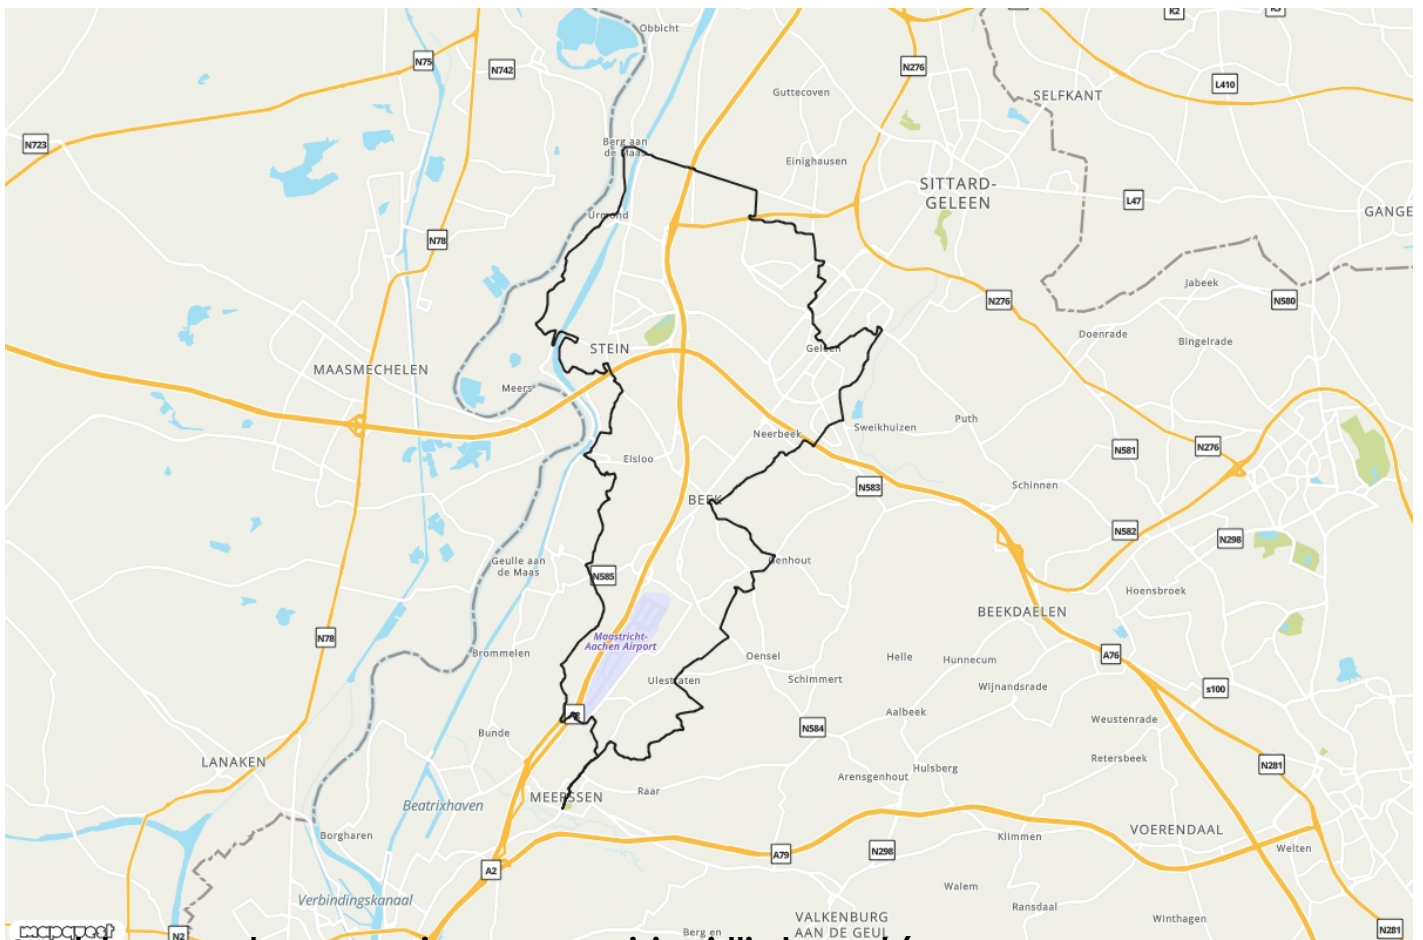 Obbicht
K2
N75
N742
N276
L410
Guttecoven
SELFKANT
N723
Berg aan
de Maas
Einighausen
SITTARD-
GELEEN
L47
GANGE
Urmond
N78
Jabeek
N276
N580
Doenrade
Bingelrade
STEIN
Geleen
MAASMECHELEN
Meers
Puth
Neerbeek
Sweikhuizen
N581
N276
Elsloo
Schinnen
N583
BEEK
N582
N298
Geulle aan
de Maas
Genhout
N585
Hoensbroek
BEEKDAELEN
N78
Maastricht-
Aachen Airport
Brommelen
Oensel
Helle
Hunnecum
A76
Ulestraten
Schimmert
Wijnandsrade
s100
A2
Aalbeek
Weustenrade
Bunde
N584
LANAKEN
Retersbeek
N281
Hulsberg
Arensgenhout
MEERSSEN
Raar
Beatrixhaven
Borgharen
Klimmen
VOERENDAAL
Welten
A79
N298
A2
Walem
Verbindingskanaal
Ransdaal
VALKENBURG
AAN DE GEUL
Winthagen
N281
N2
mapquest